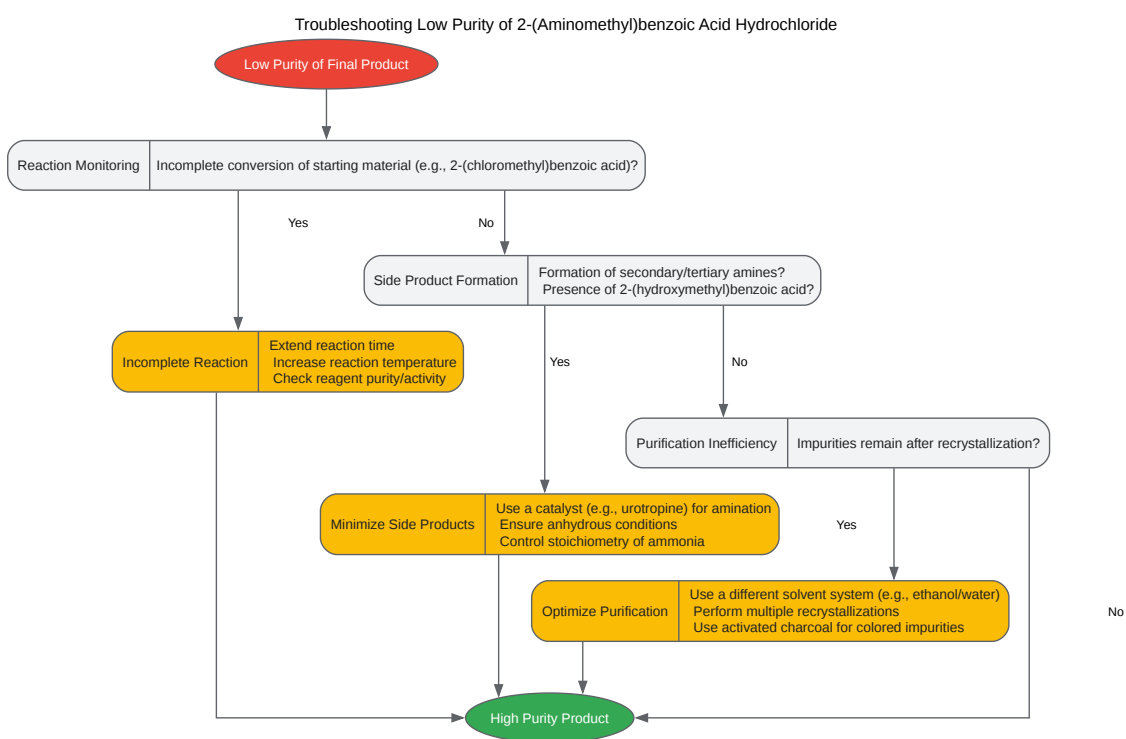 Troubleshooting Low Purity of 2-(Aminomethyl)benzoic Acid Hydrochloride
Low Purity of Final Product
Reaction Monitoring
Incomplete conversion of starting material (e.g., 2-(chloromethyl)benzoic acid)?
Yes
No
Side Product Formation
Formation of secondary/tertiary amines?
Presence of 2-(hydroxymethyl)benzoic acid?
Incomplete Reaction
Extend reaction time
Increase reaction temperature
Check reagent purity/activity
Yes
No
Purification Inefficiency
Impurities remain after recrystallization?
Minimize Side Products
Use a catalyst (e.g., urotropine) for amination
Ensure anhydrous conditions
Control stoichiometry of ammonia
Yes
Optimize Purification
Use a different solvent system (e.g., ethanol/water)
Perform multiple recrystallizations
Use activated charcoal for colored impurities
No
High Purity Product